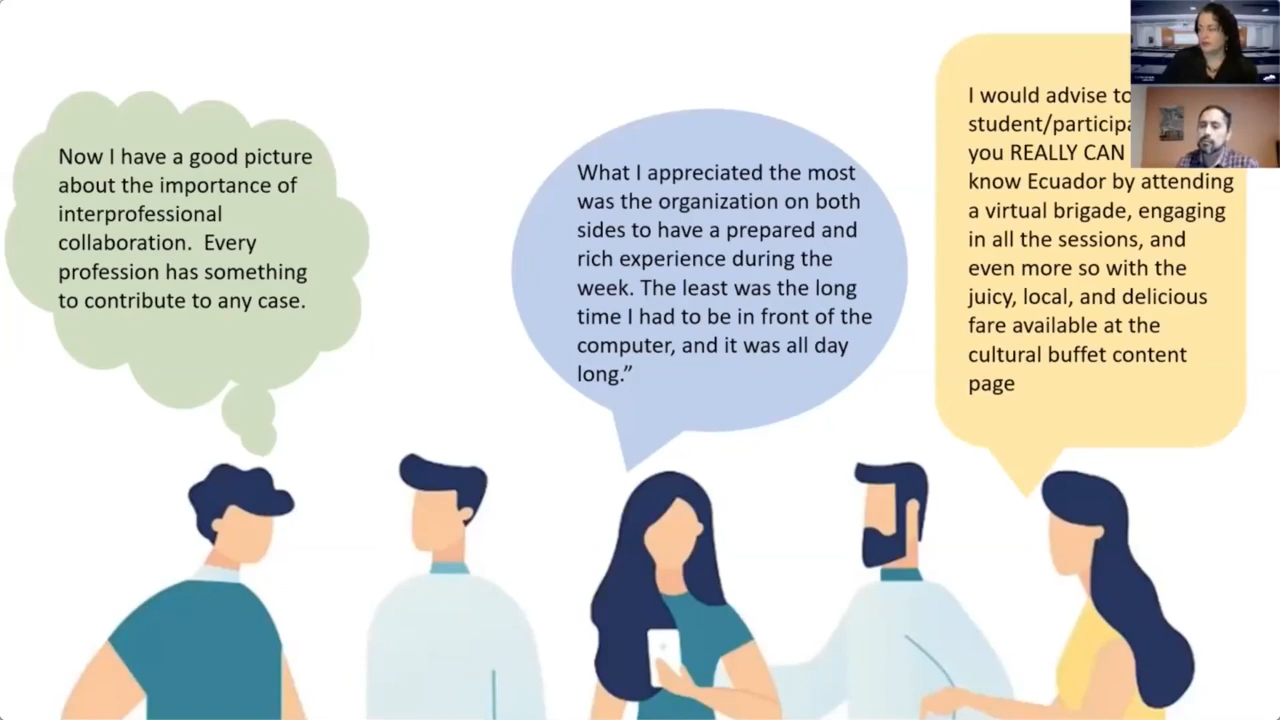 Now I have a good picture
about the importance of
interprofessional
collaboration.  Every
profession has something
to contribute to any case.
What I appreciated the most
was the organization on both
sides to have a prepared and
rich experience during the
week. The least was the long
time I had to be in front of the
computer, and it was all day
long.”
I would advise to
you REALLY CAN
know Ecuador by attending
a virtual brigade, engaging
in all the sessions, and
even more so with the
juicy, local, and delicious
fare available at the
cultural buffet content
page